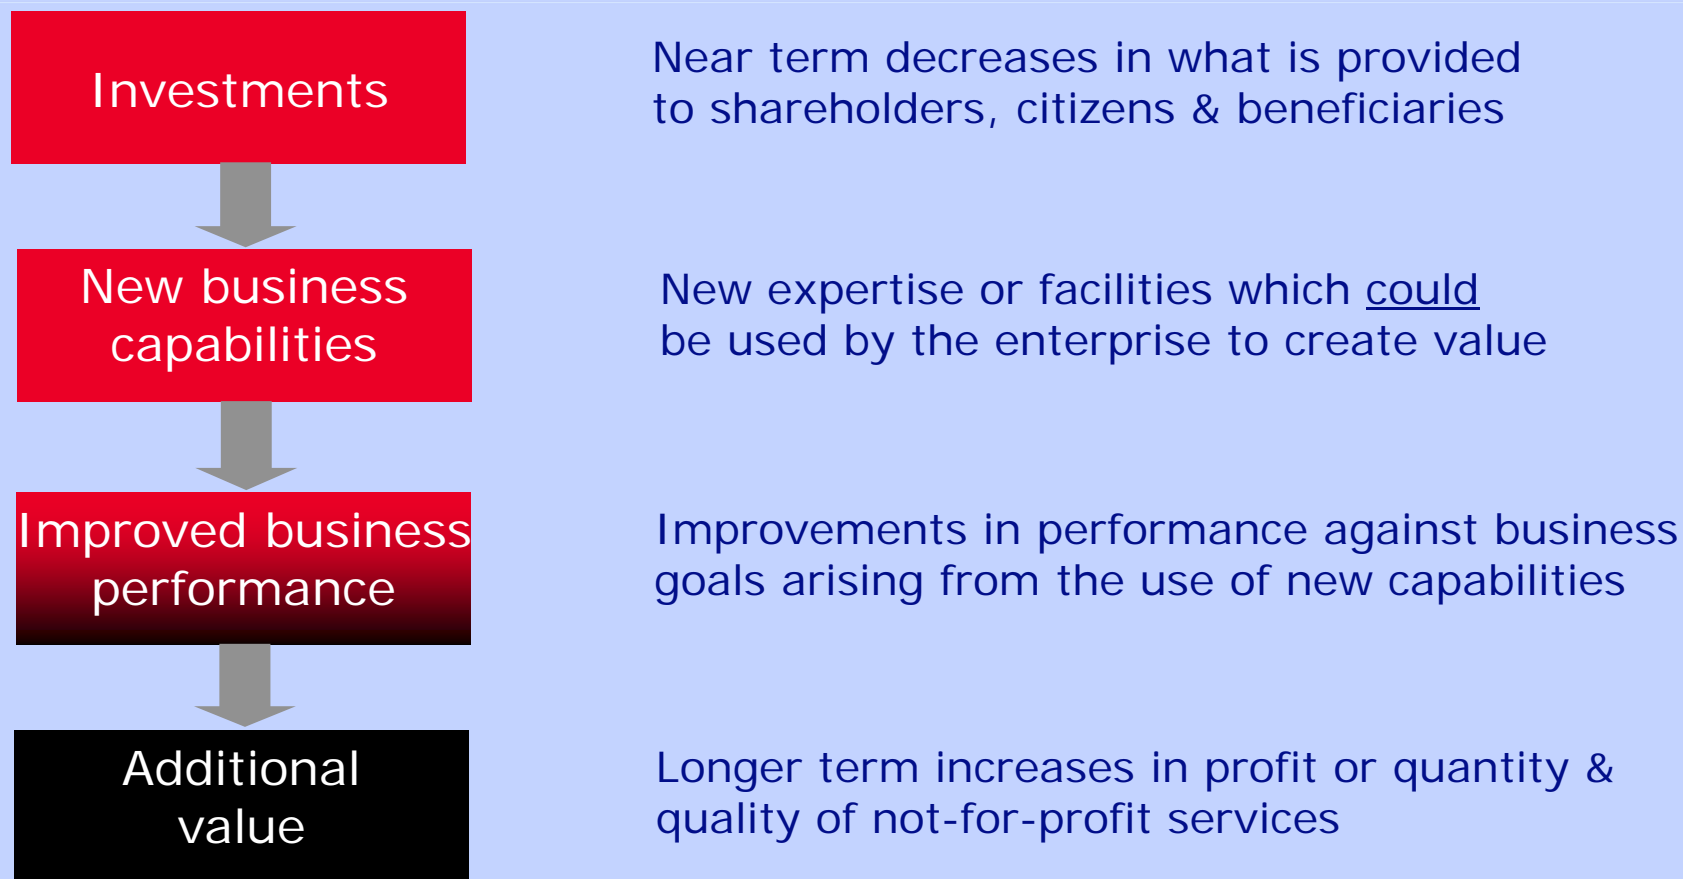 Investments
Near term decreases in what is provided
to shareholders, citizens & beneficiaries
New business
capabilities
New expertise or facilities which could
be used by the enterprise to create value
Improved business
performance
Improvements in performance against business
goals arising from the use of new capabilities
Additional
value
Longer term increases in profit or quantity &
quality of not-for-profit services